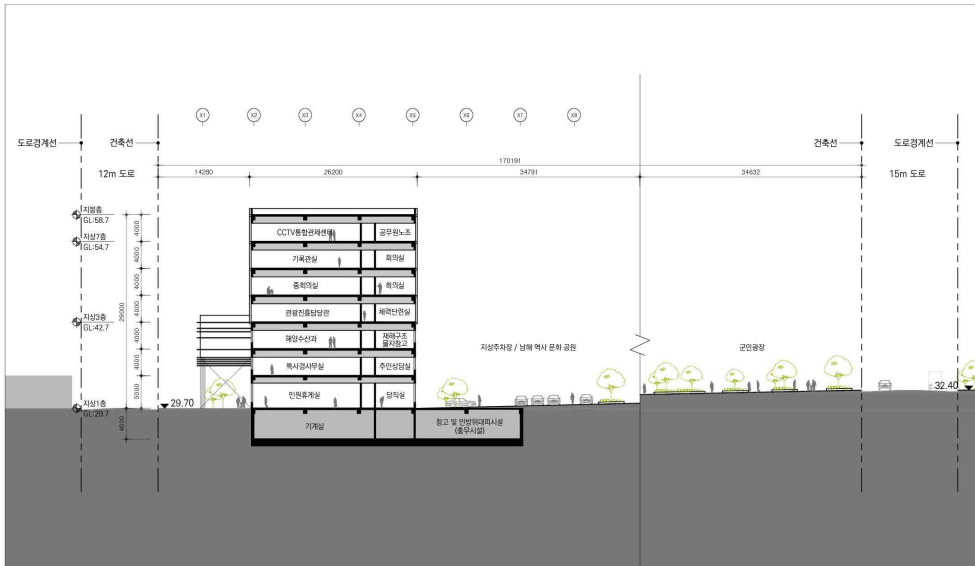 X1 X2 X3 X4 X5 X6 X7 X8
도로경계선 건축선 건축선 도로경계선
170191
12m 도로 14280 26200 34791 34632 15m 도로
지붕층
GL:58.7
지상7층
GL:54.7
지상3층
GL:42.7
지상1층
GL:29.7
29000
4000
4000
4000
4000
4000
4000
5000
4600
CCTV통합관제센터 공무원노조
기록관실 회의실
중회의실 회의실
관광진흥담당관 체력단련실
해양수산과 재해구조
물자창고
특사경사무실 주민상담실
민원휴게실 당직실
기계실 창고 및 민방위대피시설
(충무시설)
지상주차장 / 남해 역사 문화 공원
군민광장
29.70
32.40